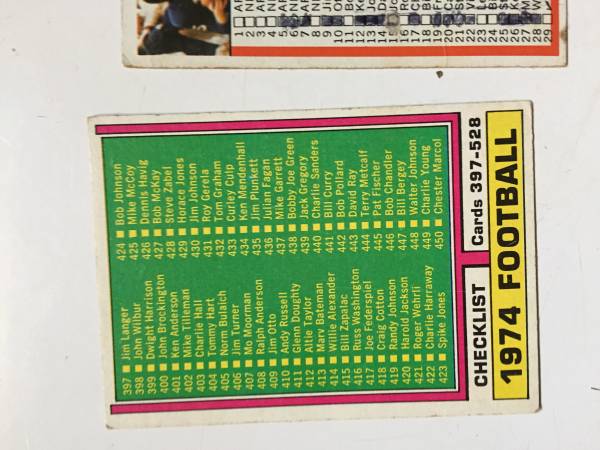 397 Jim Langer
398 John Wilbur
399 Dwight Harrison
400 John Brockington
401 Ken Anderson
402 Mike Tilleman
403 Charlie Hall
404 Tommy Hart
405 Norm Bulaich
406 Jim Turner
407 Mo Moorman
408 Ralph Anderson
409 Jim Otto
410 Andy Russell
411 Glenn Doughty
412 Altie Taylor
413 Marv Bateman
414 Willie Alexander
415 Bill Zapalac
416 Russ Washington
417 Joe Federspiel
418 Craig Cotton
419 Randy Johnson
420 Harold Jackson
421 Roger Wehrli
422 Charlie Harraway
423 Spike Jones
424 Bob Johnson
425 Mike McCoy
426 Dennis Havig
427 Bob McKay
428 Steve Zabel
429 Horace Jones
430 Jim Johnson
431 Roy Gerela
432 Tom Graham
433 Curley Culp
434 Ken Mendenhall
435 Jim Plunkett
436 Julian Fagan
437 Mike Garrett
438 Bobby Joe Green
439 Jack Gregory
440 Charlie Sanders
441 Bill Curry
442 Bob Pollard
443 David Ray
444 Terry Metcalf
445 Pat Fischer
446 Bob Chandler
447 Bill Bergey
448 Walter Johnson
449 Charlie Young
450 Chester Marcol
CHECKLIST Cards 397-528
1974 FOOTBALL